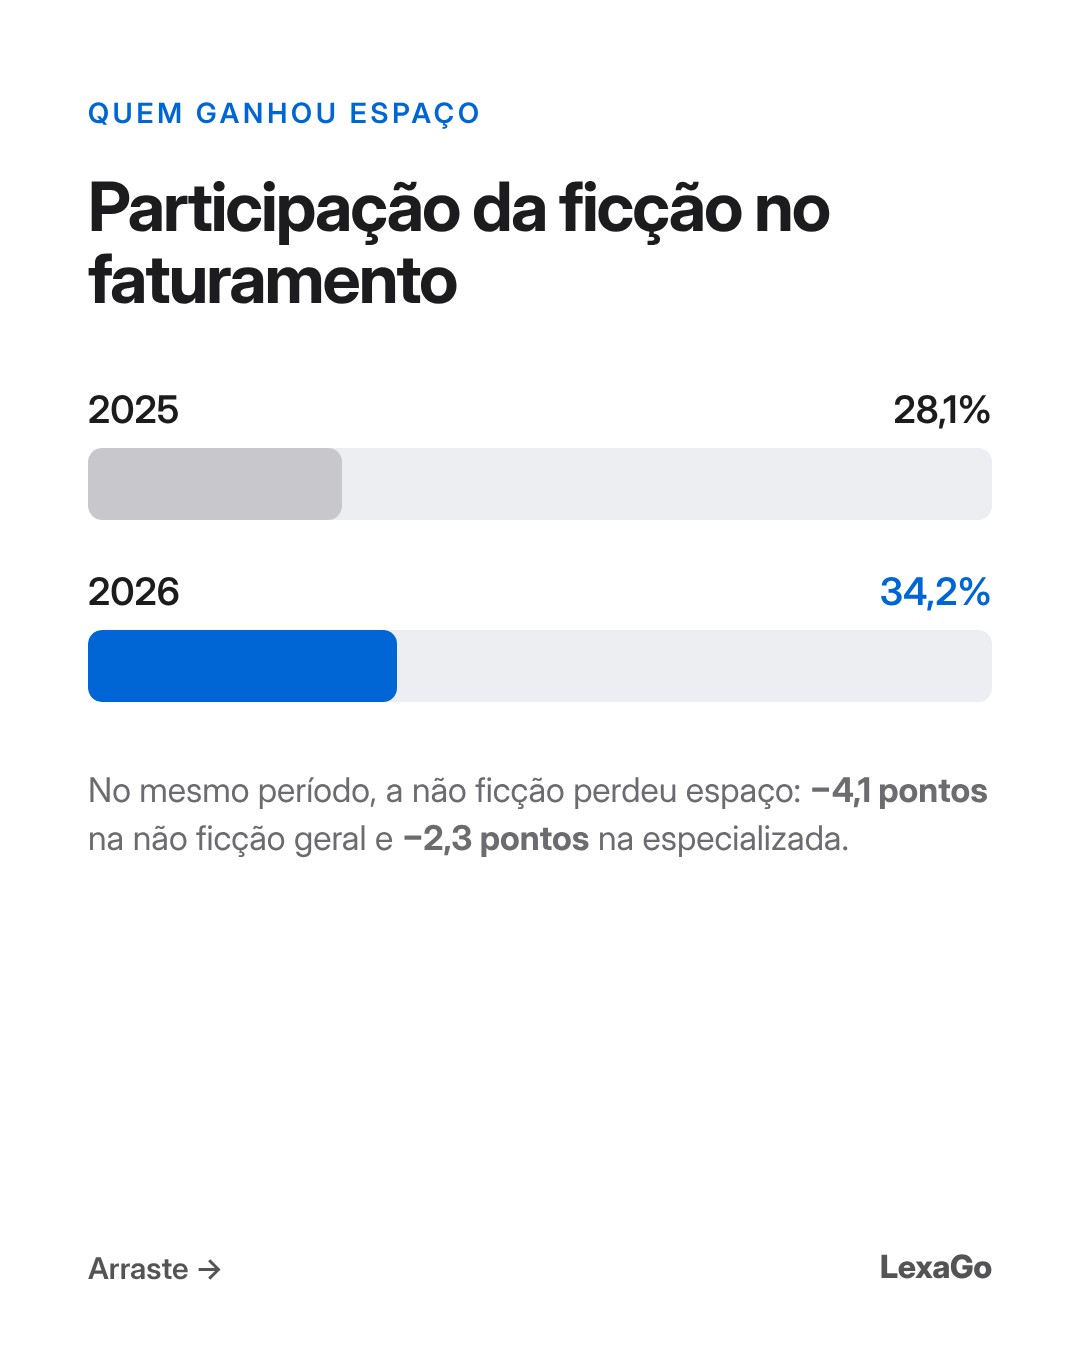 QUEM GANHOU ESPAÇO
Participação da ficção no
faturamento
2025 28,1%
2026 34,2%
No mesmo período, a não ficção perdeu espaço: −4,1 pontos
na não ficção geral e −2,3 pontos na especializada.
Arraste → LexaGo